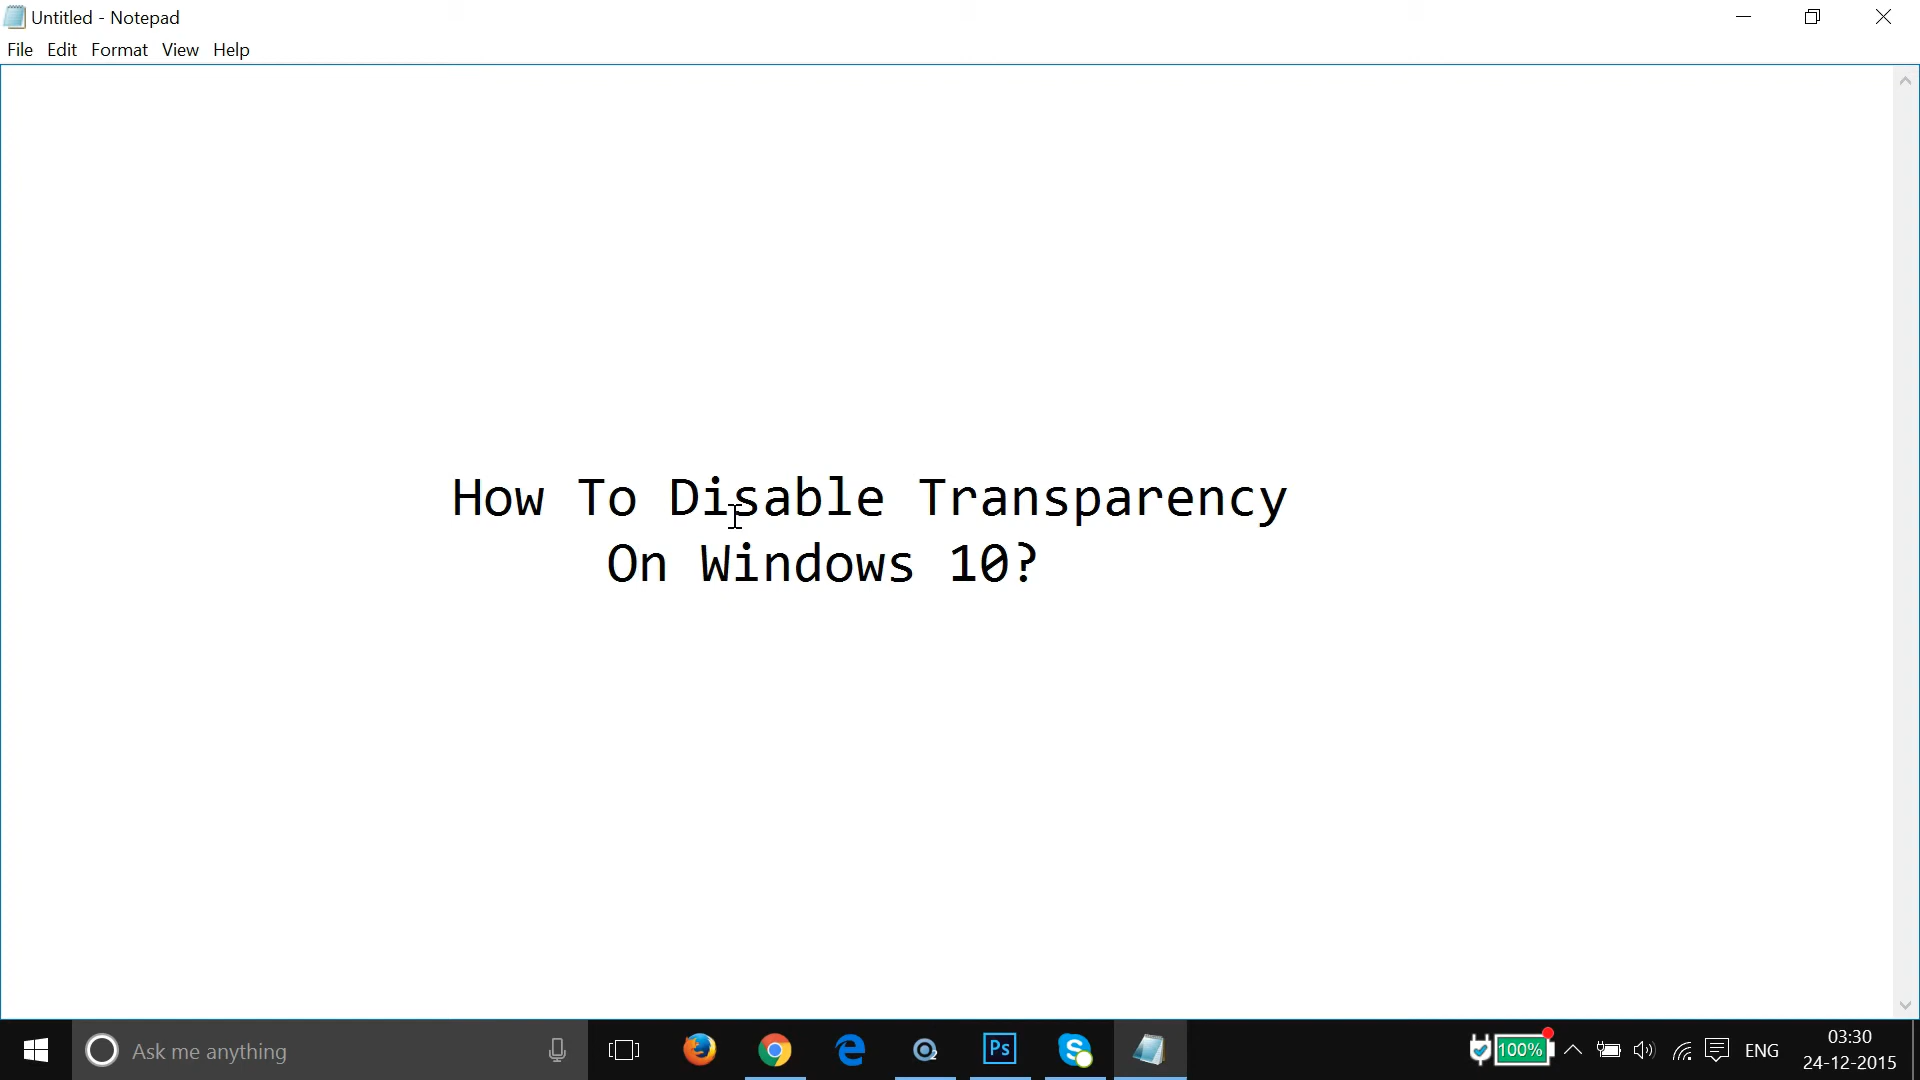 Untitled - Notepad
File Edit Format View Help
How To Disable Transparency
On Windows 10?
Ask me anything
Ps
100%
ENG
03:30
24-12-2015